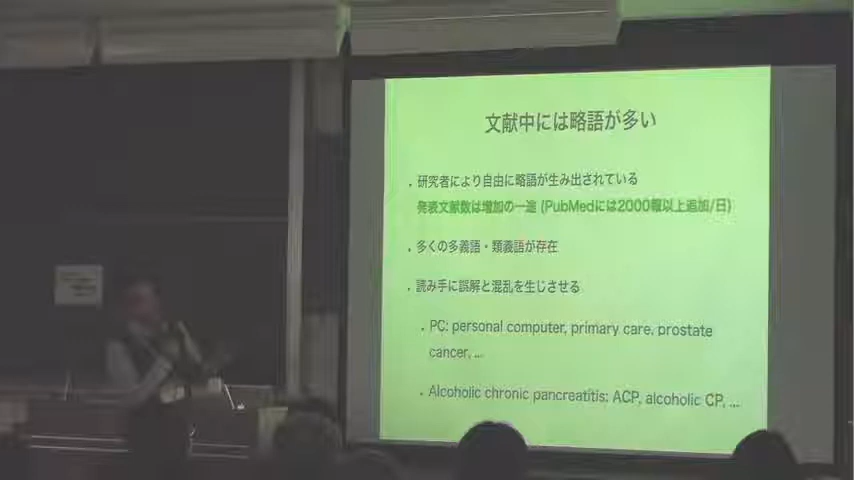 文献中には略語が多い
・研究者により自由に略語が生み出されている
発表文献数は増加の一途 (PubMedには2000報以上追加/日)
・多くの多義語・類義語が存在
・読み手に誤解と混乱を生じさせる
・PC: personal computer, primary care, prostate
cancer, ...
・Alcoholic chronic pancreatitis: ACP, alcoholic CP, ...